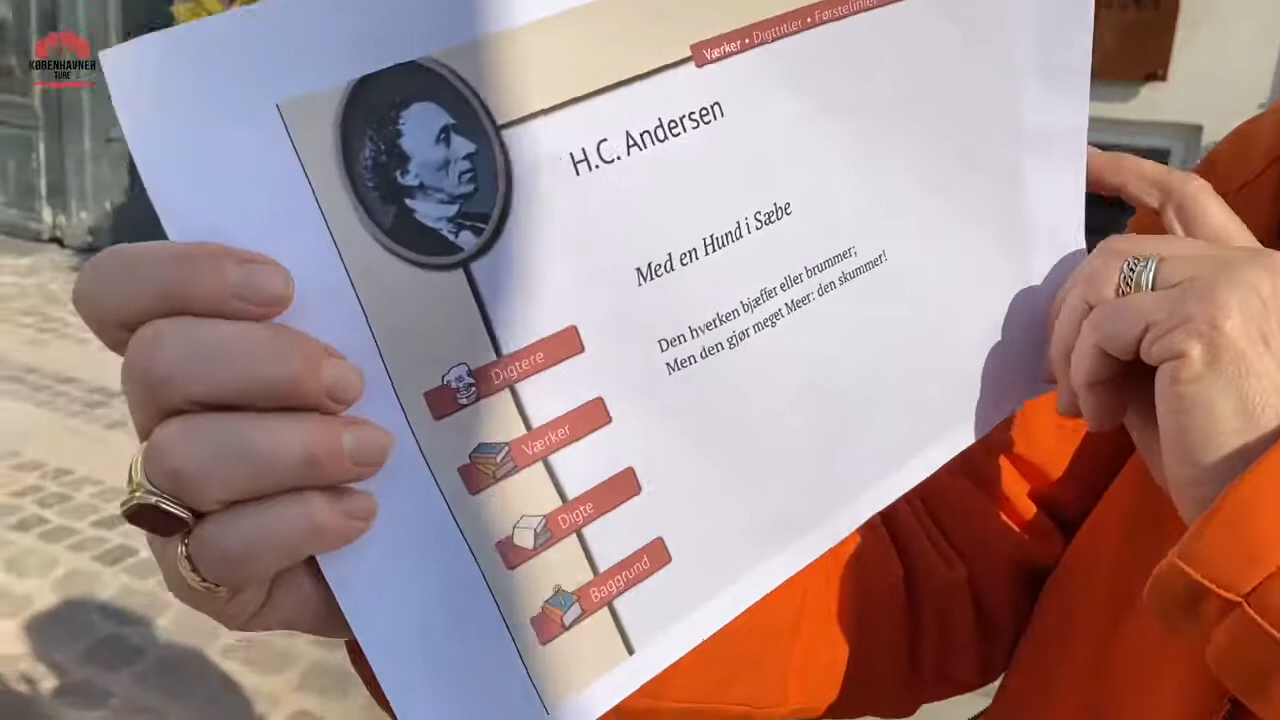 KØBENHAVNER
TURE
Værker • Digttitler • Førstelinier
H.C. Andersen
Med en Hund i Sæbe
Den hverken bjæffer eller brummer;
Men den gjør meget Meer: den skummer!
Digtere
Værker
Digte
Baggrund